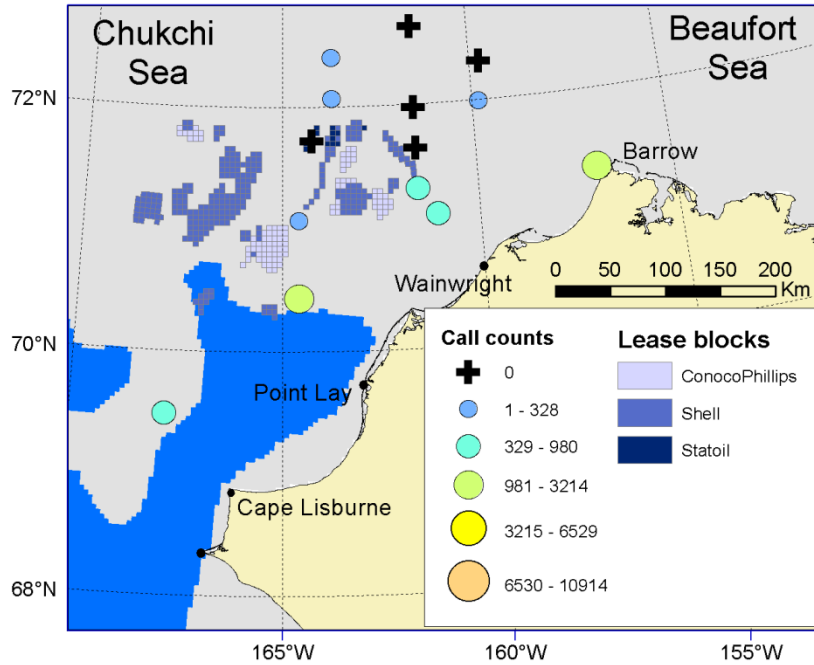 Chukchi
Sea
Beaufort
Sea
72°N
Barrow
Wainwright
0 50 100 150 200
Km
70°N
Point Lay
Cape Lisburne
68°N
Call counts
0
1 - 328
329 - 980
981 - 3214
3215 - 6529
6530 - 10914
Lease blocks
ConocoPhillips
Shell
Statoil
165°W
160°W
155°W